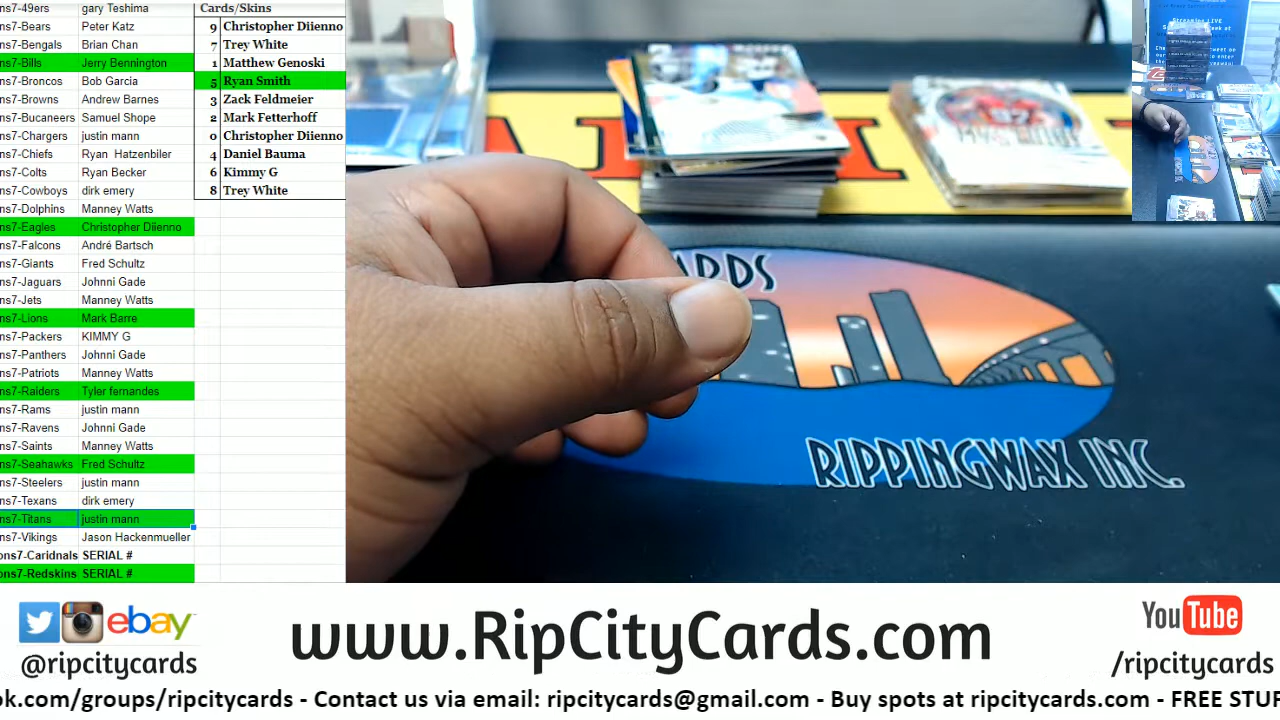 ns7-49ers gary Teshima
ns7-Bears Peter Katz
ns7-Bengals Brian Chan
ns7-Bills Jerry Bennington
ns7-Broncos Bob Garcia
ns7-Browns Andrew Barnes
ns7-Bucaneers Samuel Shope
ns7-Chargers justin mann
ns7-Chiefs Ryan Hatzenbiler
ns7-Colts Ryan Becker
ns7-Cowboys dirk emery
ns7-Dolphins Manney Watts
ns7-Eagles Christopher Diienno
ns7-Falcons André Bartsch
ns7-Giants Fred Schultz
ns7-Jaguars Johnni Gade
ns7-Jets Manney Watts
ns7-Lions Mark Barre
ns7-Packers KIMMY G
ns7-Panthers Johnni Gade
ns7-Patriots Manney Watts
ns7-Raiders Tyler fernandes
ns7-Rams justin mann
ns7-Ravens Johnni Gade
ns7-Saints Manney Watts
ns7-Seahawks Fred Schultz
ns7-Steelers justin mann
ns7-Texans dirk emery
ns7-Titans justin mann
ns7-Vikings Jason Hackenmueller
ons7-Caridnals SERIAL #
ons7-Redskins SERIAL #
Cards/Skins
9 Christopher Diienno
7 Trey White
1 Matthew Genoski
5 Ryan Smith
3 Zack Feldmeier
2 Mark Fetterhoff
0 Christopher Diienno
4 Daniel Bauma
6 Kimmy G
8 Trey White
ARDS
RIPPINGWAX INC.
ebay
@ripcitycards
www.RipCityCards.com
YouTube
/ripcitycards
ok.com/groups/ripcitycards - Contact us via email: ripcitycards@gmail.com - Buy spots at ripcitycards.com - FREE STUF